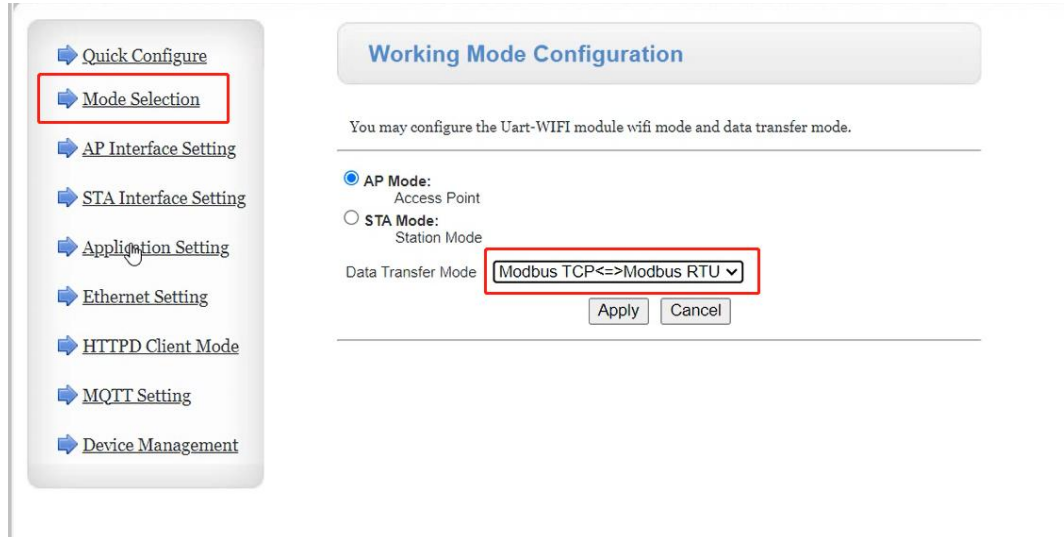 Quick Configure
Mode Selection
AP Interface Setting
STA Interface Setting
Application Setting
Ethernet Setting
HTTPD Client Mode
MQTT Setting
Device Management
Working Mode Configuration
You may configure the Uart-WIFI module wifi mode and data transfer mode.
AP Mode:
Access Point
STA Mode:
Station Mode
Data Transfer Mode Modbus TCP<=>Modbus RTU
Apply Cancel